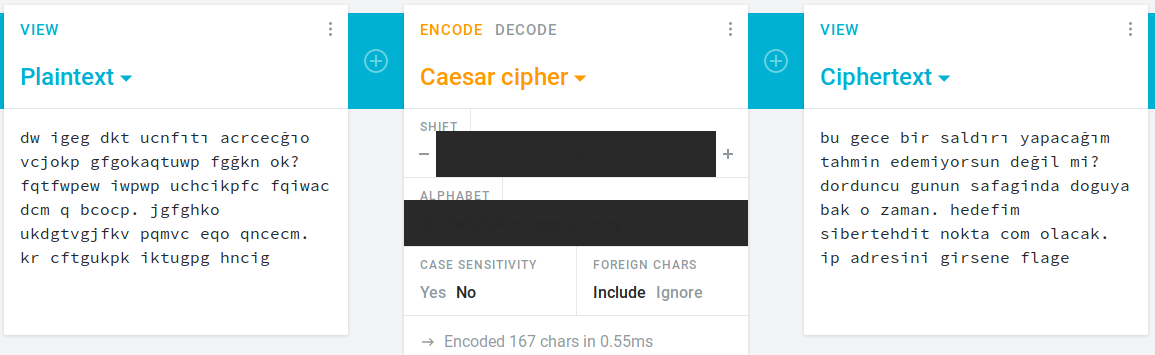 VIEW
Plaintext
dw igeg dkt ucnfıtı acrcecğıo
vcjokp gfgokaqtuwp fgğkn ok?
fqtfwpew iwpwp uchcikpfc fqiwac
dcm q bcocp. jgfghko
ukdgtvgjfkv pqmvc eqo qncecm.
kr cftgukpk iktugpg hncig
ENCODE DECODE
Caesar cipher
SHIFT
ALPHABET
CASE SENSITIVITY
Yes No
FOREIGN CHARS
Include Ignore
→ Encoded 167 chars in 0.55ms
VIEW
Ciphertext
bu gece bir saldırı yapacağım
tahmin edemiyorsun değil mi?
dorduncu gunun safaginda doguya
bak o zaman. hedefim
sibertehdit nokta com olacak.
ip adresini girsene flage